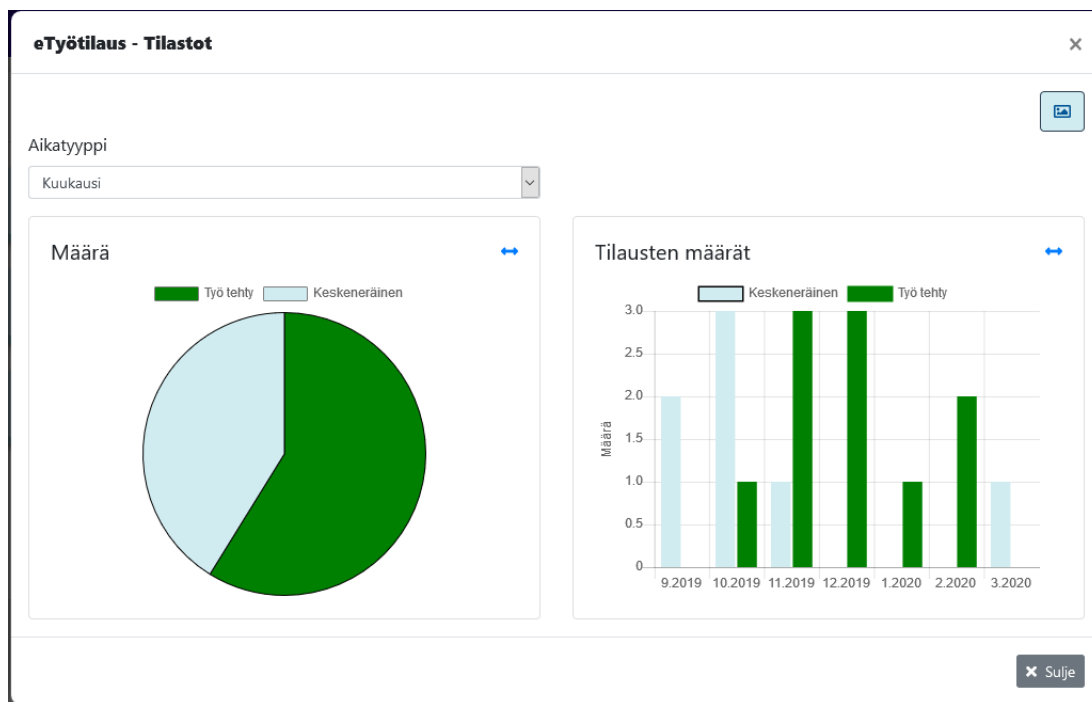 eTyötilaus - Tilastot
×
Aikatyyppi
Kuukausi
Määrä
Työ tehty Keskeneräinen
Tilausten määrät
Keskeneräinen Työ tehty
3.0
2.5
2.0
1.5
1.0
0.5
0
Määrä
9.2019 10.2019 11.2019 12.2019 1.2020 2.2020 3.2020
× Sulje